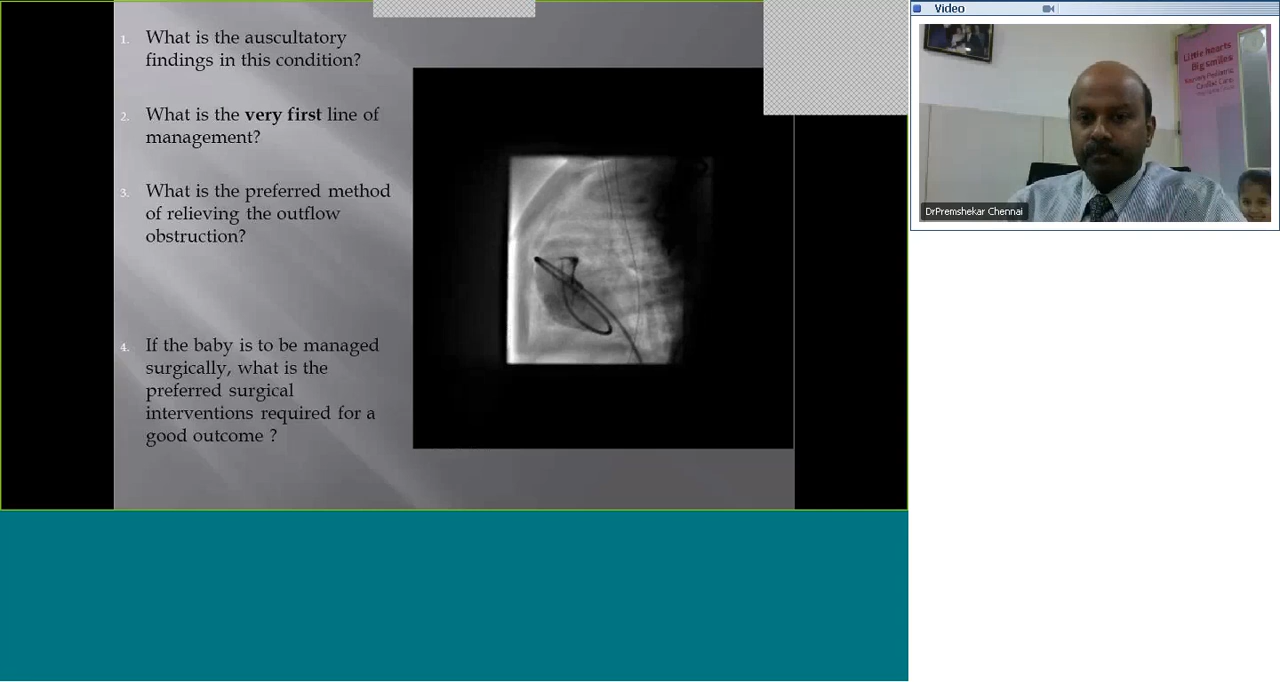 1. What is the auscultatory
findings in this condition?
2. What is the very first line of
management?
3. What is the preferred method
of relieving the outflow
obstruction?
4. If the baby is to be managed
surgically, what is the
preferred surgical
interventions required for a
good outcome ?
Video
Little hearts
Big smiles
Cardiac Care
DrPremshekar Chennai